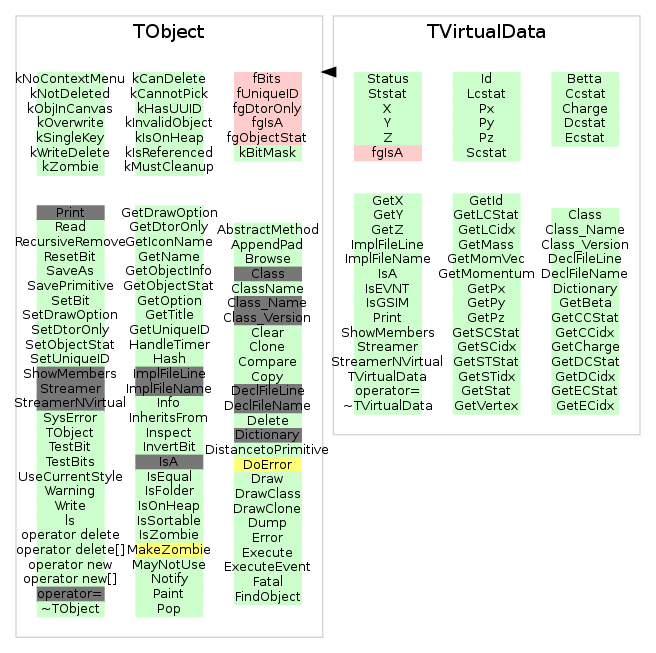 TObject
kNoContextMenu
kNotDeleted
kObjInCanvas
kOverwrite
kSingleKey
kWriteDelete
kZombie
kCanDelete
kCannotPick
kHasUUID
kInvalidObject
kIsOnHeap
kIsReferenced
kMustCleanup
fBits
fUniqueID
fgDtorOnly
fgIsA
fgObjectStat
kBitMask
Print
Read
RecursiveRemove
ResetBit
SaveAs
SavePrimitive
SetBit
SetDrawOption
SetDtorOnly
SetObjectStat
SetUniqueID
ShowMembers
Streamer
StreamerNVirtual
SysError
TObject
TestBit
TestBits
UseCurrentStyle
Warning
Write
ls
operator delete
operator delete[]
operator new
operator new[]
operator=
~TObject
GetDrawOption
GetDtorOnly
GetIconName
GetName
GetObjectInfo
GetObjectStat
GetOption
GetTitle
GetUniqueID
HandleTimer
Hash
ImplFileLine
ImplFileName
Info
InheritsFrom
Inspect
InvertBit
IsA
IsEqual
IsFolder
IsOnHeap
IsSortable
IsZombie
MakeZombie
MayNotUse
Notify
Paint
Pop
AbstractMethod
AppendPad
Browse
Class
ClassName
Class_Name
Class_Version
Clear
Clone
Compare
Copy
DeclFileLine
DeclFileName
Delete
Dictionary
DistancetoPrimitive
DoError
Draw
DrawClass
DrawClone
Dump
Error
Execute
ExecuteEvent
Fatal
FindObject
TVirtualData
Status
Ststat
X
Y
Z
fgIsA
Id
Lcstat
Px
Py
Pz
Scstat
Betta
Ccstat
Charge
Dcstat
Ecstat
GetX
GetY
GetZ
ImplFileLine
ImplFileName
IsA
IsEVNT
IsGSIM
Print
ShowMembers
Streamer
StreamerNVirtual
TVirtualData
operator=
~TVirtualData
GetId
GetLCStat
GetLCidx
GetMass
GetMomVec
GetMomentum
GetPx
GetPy
GetPz
GetSCStat
GetSCidx
GetSTStat
GetSTidx
GetStat
GetVertex
Class
Class_Name
Class_Version
DeclFileLine
DeclFileName
Dictionary
GetBeta
GetCCStat
GetCCidx
GetCharge
GetDCStat
GetDCidx
GetECStat
GetECidx